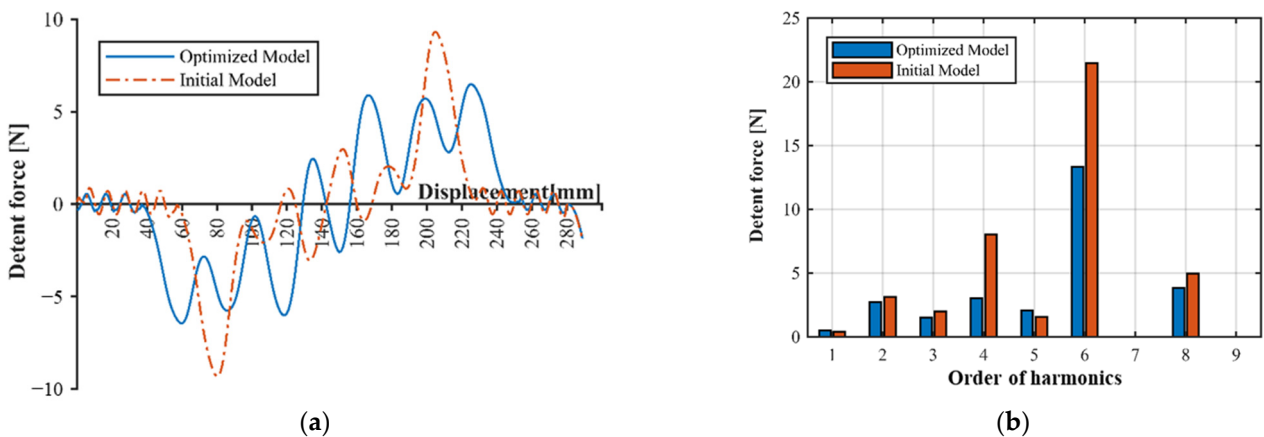 10
5
0
−5
−10
Detent force [N]
Optimized Model
Initial Model
Displacement[mm]
20 40 60 80 100 120 140 160 180 200 220 240 260 280
(a)
25
20
15
10
5
0
Detent force [N]
Optimized Model
Initial Model
1 2 3 4 5 6 7 8 9
Order of harmonics
(b)